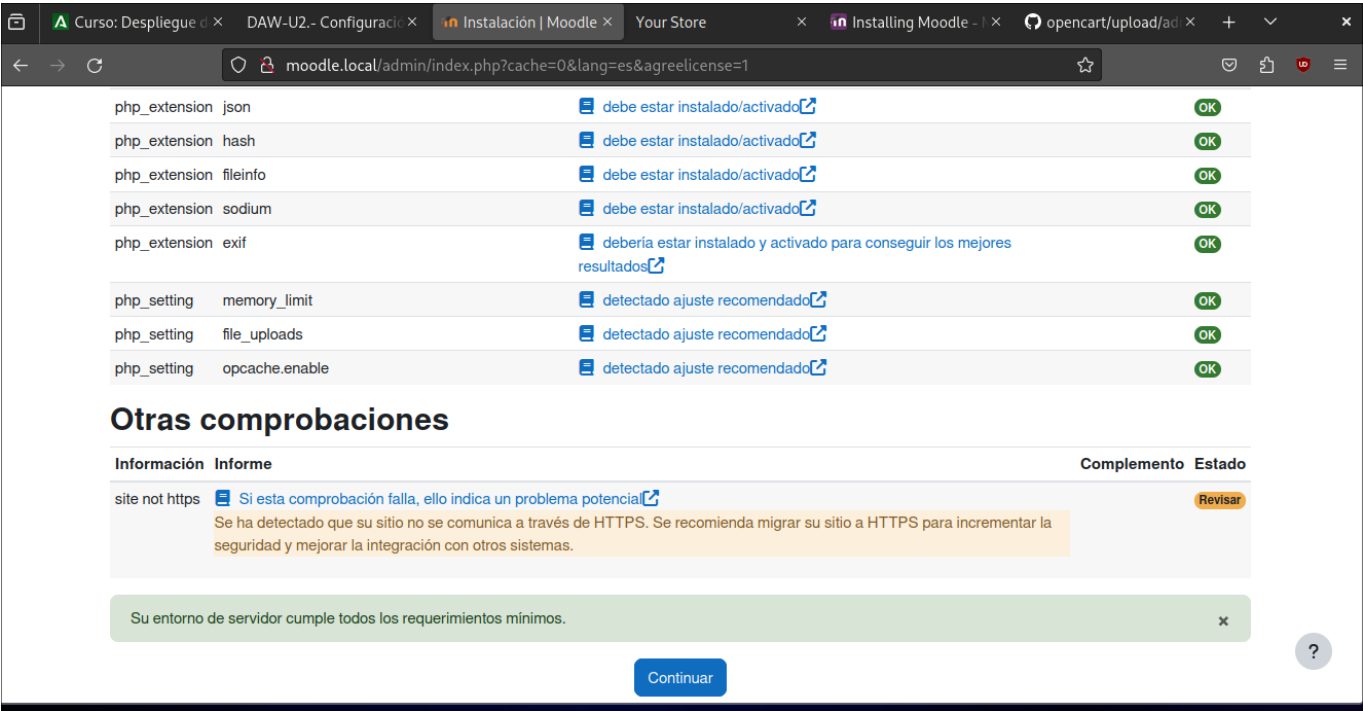 Curso: Despliegue d
DAW-U2.- Configuració
Instalación | Moodle
Your Store
Installing Moodle -
opencart/upload/ad
moodle.local/admin/index.php?cache=0&lang=es&agreelicense=1
php_extension json debe estar instalado/activado OK
php_extension hash debe estar instalado/activado OK
php_extension fileinfo debe estar instalado/activado OK
php_extension sodium debe estar instalado/activado OK
php_extension exif debería estar instalado y activado para conseguir los mejores OK
resultados
php_setting memory_limit detectado ajuste recomendado OK
php_setting file_uploads detectado ajuste recomendado OK
php_setting opcache.enable detectado ajuste recomendado OK
Otras comprobaciones
Información Informe Complemento Estado
site not https Si esta comprobación falla, ello indica un problema potencial Revisar
Se ha detectado que su sitio no se comunica a través de HTTPS. Se recomienda migrar su sitio a HTTPS para incrementar la
seguridad y mejorar la integración con otros sistemas.
Su entorno de servidor cumple todos los requerimientos mínimos.
?
Continuar